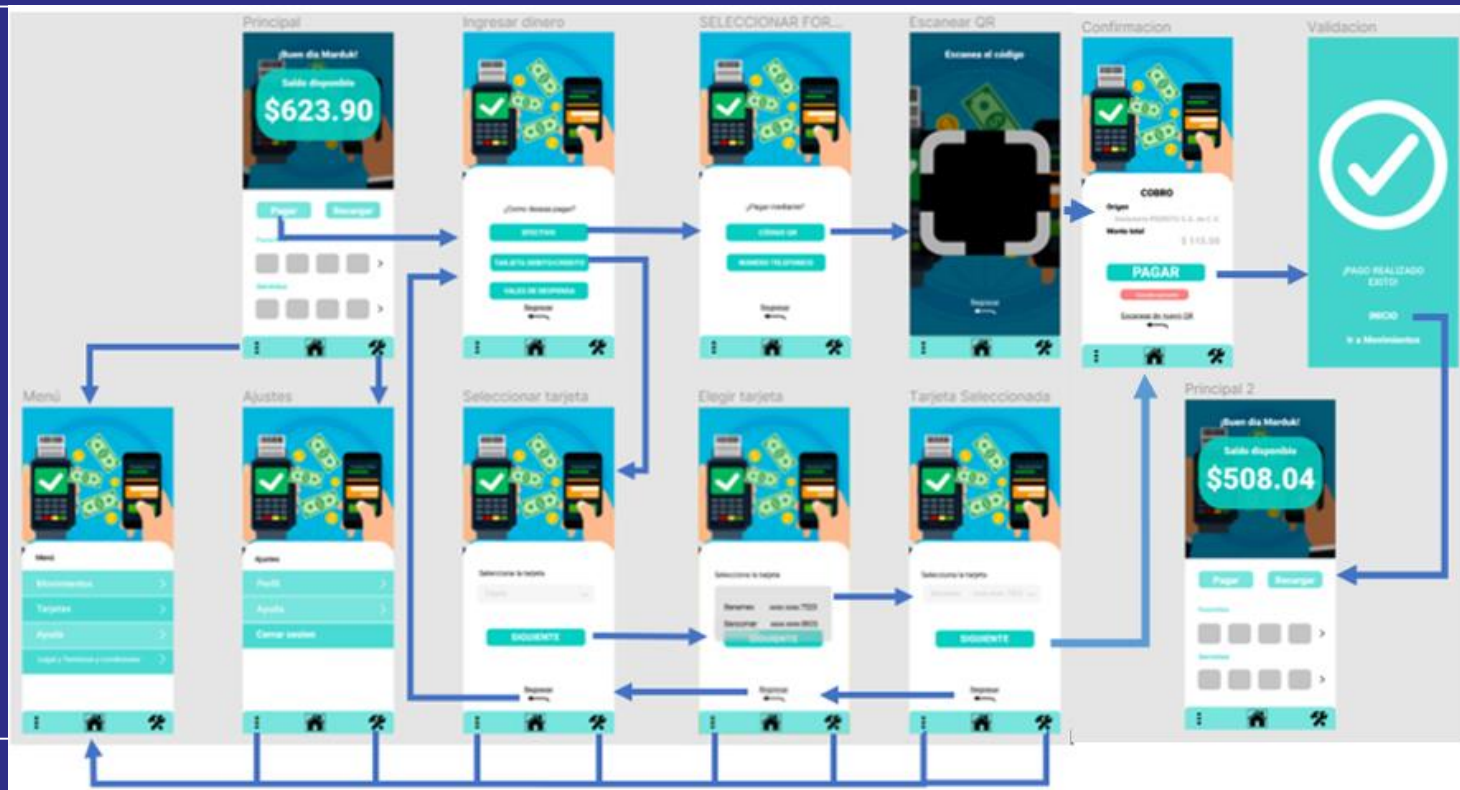 Principal
¡Buen dia Marduk!
Saldo disponible
$623.90
Pagar
Recargar
Servicios
Ingresar dinero
¿Como deseas pagar?
EFECTIVO
TARJETA DEBITO/CREDITO
VALES DE DESPENSA
Regresar
SELECCIONAR FOR...
¿Pagar mediante?
CÓDIGO QR
NUMERO TELEFONICO
Regresar
Escanear QR
Escanea el código
Regresar
Confirmacion
COBRO
Origen
S.A. de C.V.
Monto total
PAGAR
Escanear de nuevo QR
Validacion
¡PAGO REALIZADO
EXITO!
INICIO
Ir a Movimientos
Menú
Menú
Movimientos
Tarjetas
Ayuda
Legal y Terminos y condiciones
Ajustes
Ajustes
Perfil
Ayuda
Cerrar sesion
Seleccionar tarjeta
Selecciona la tarjeta
SIGUIENTE
Regresar
Elegir tarjeta
Selecciona la tarjeta
Banamex
Bancomer
SIGUIENTE
Regresar
Tarjeta Seleccionada
Selecciona la tarjeta
Banamex
SIGUIENTE
Regresar
Principal 2
¡Buen dia Marduk!
Saldo disponible
$508.04
Pagar
Recargar
Favoritos
Servicios